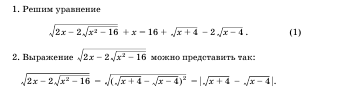 1. Решим уравнение
√(2x − 2√(x² − 16)) + x = 16 + √(x + 4) − 2√(x − 4). (1)
2. Выражение √(2x − 2√(x² − 16)) можно представить так:
√(2x − 2√(x² − 16)) = √((√(x + 4) − √(x − 4))²) = |√(x + 4) − √(x − 4)|.